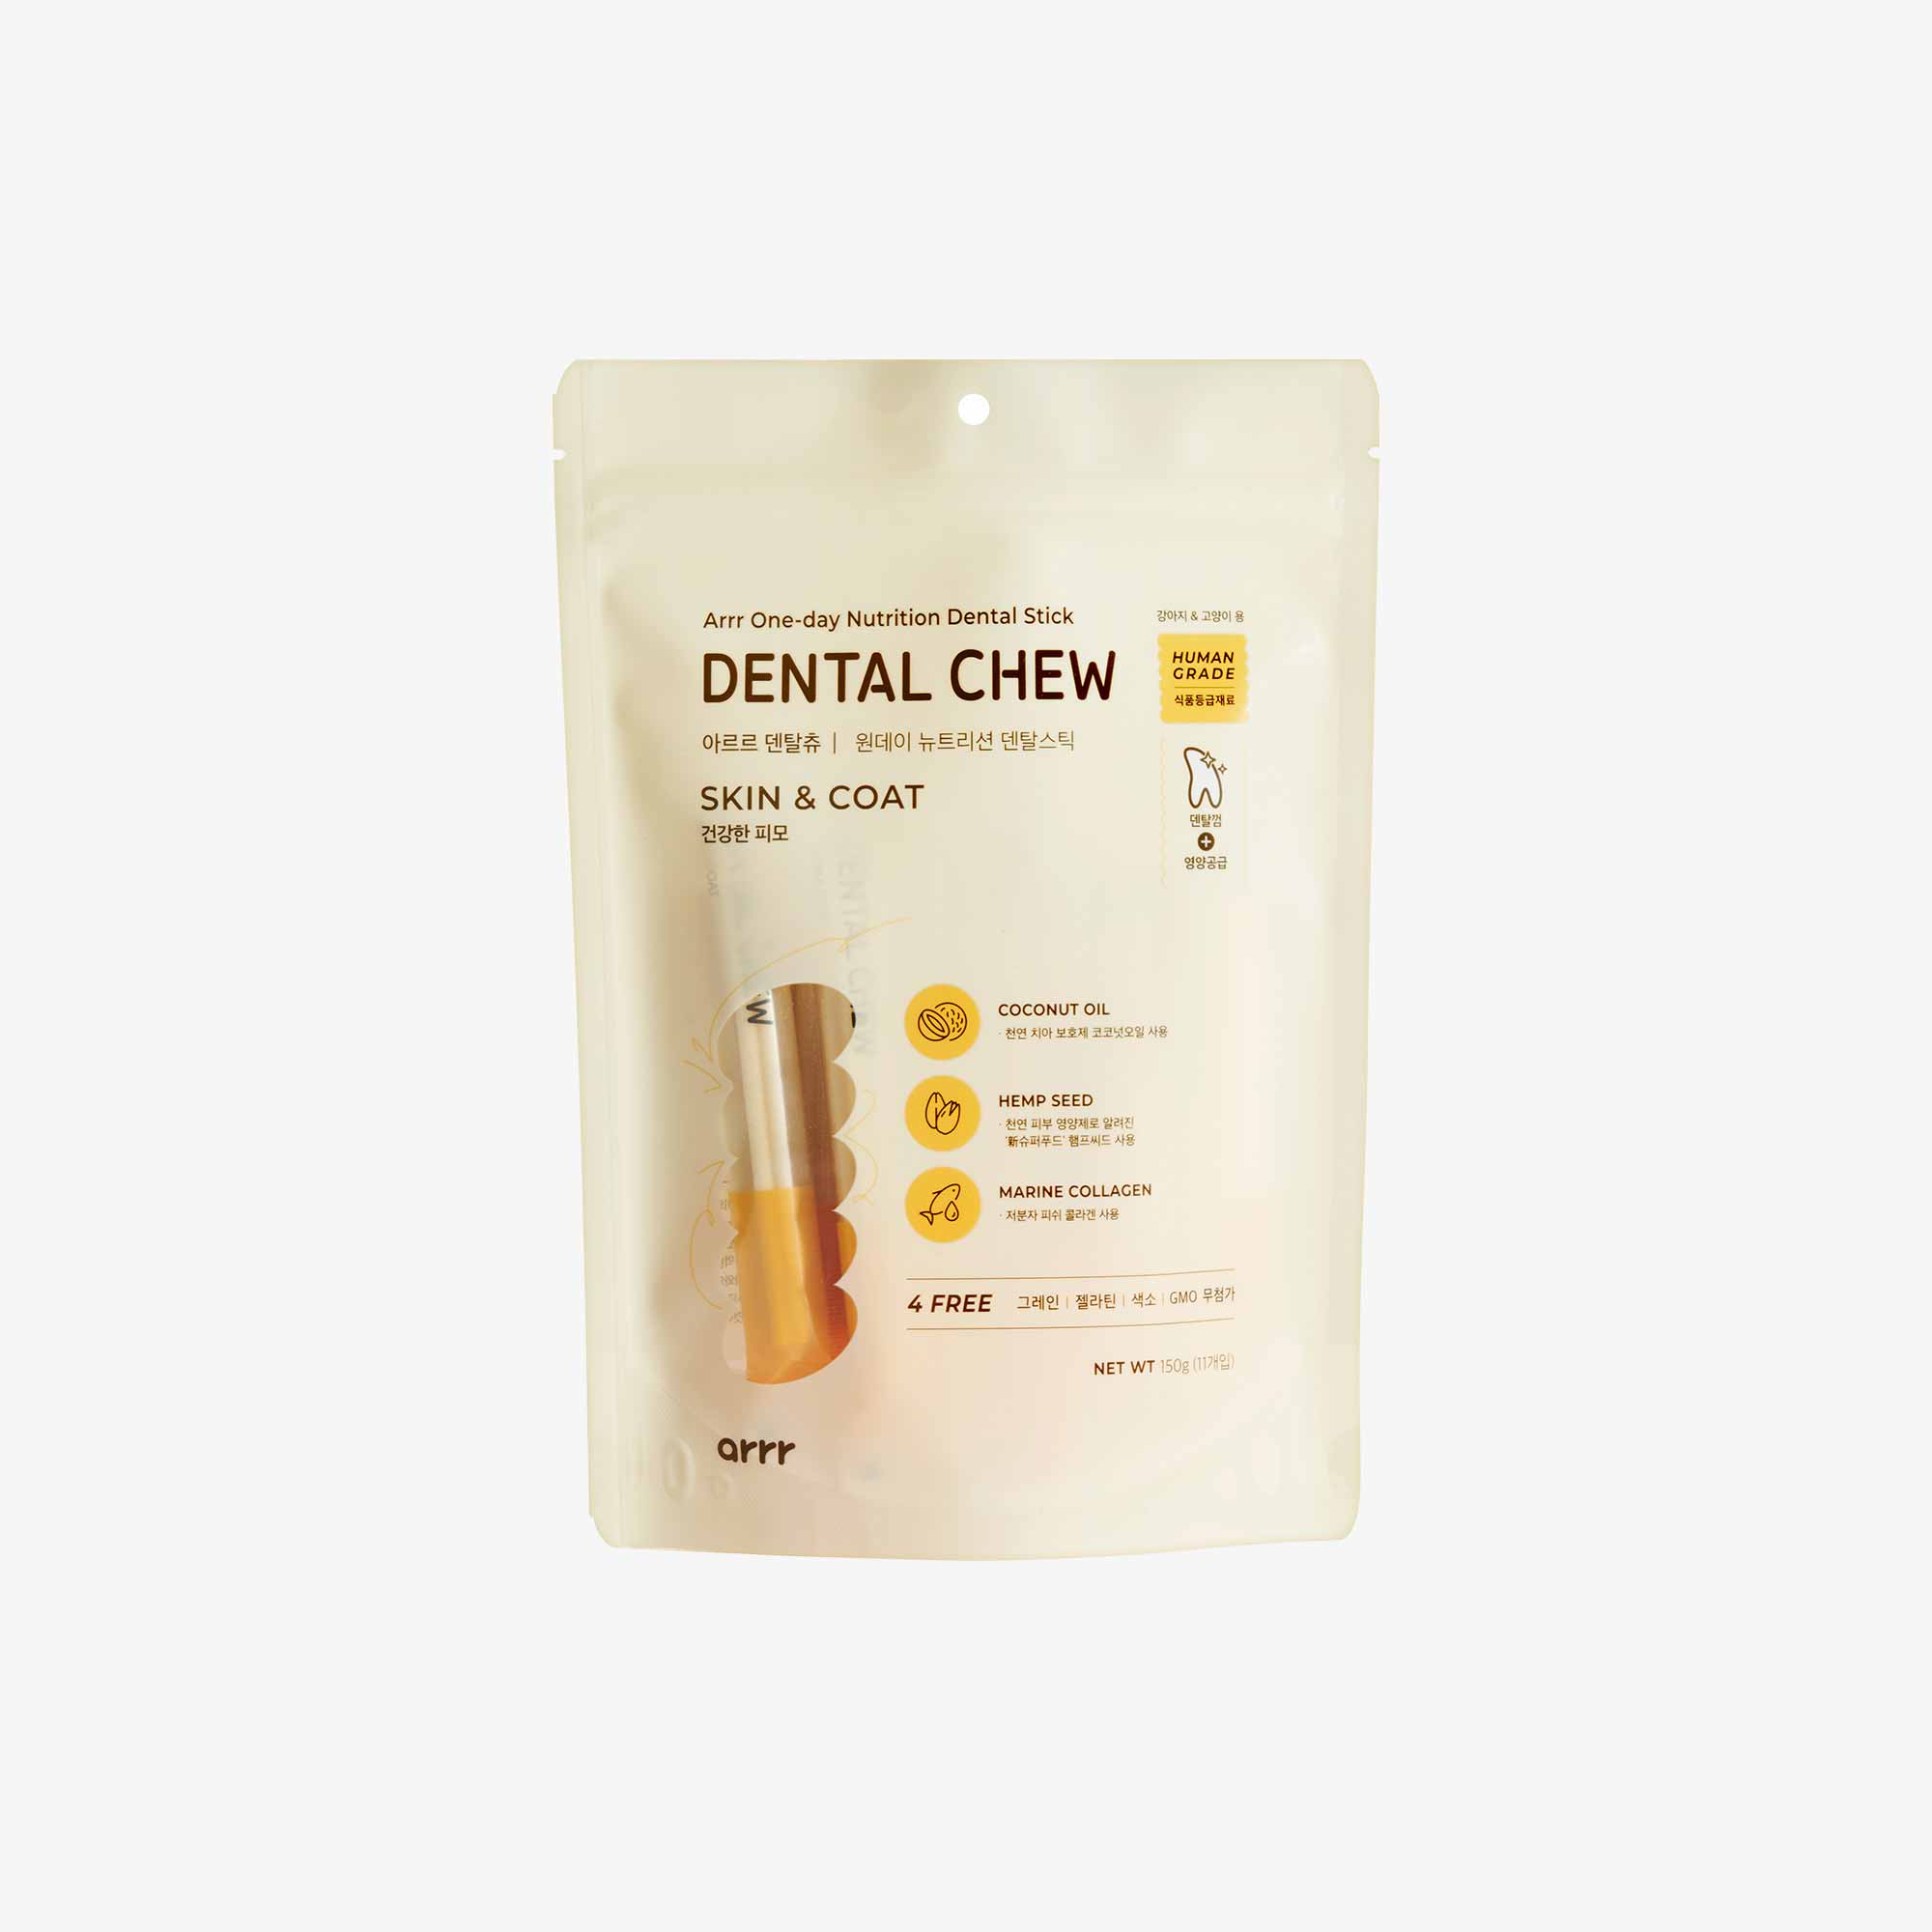 Arrr One-day Nutrition Dental Stick
DENTAL CHEW
아르르 덴탈츄 | 원데이 뉴트리션 덴탈스틱
SKIN & COAT
건강한 피모
강아지 & 고양이 용
HUMAN
GRADE
식품등급재료
덴탈껌
+
영양공급
ENTAL CHEW
W
COCONUT OIL
· 천연 치아 보호제 코코넛오일 사용
HEMP SEED
· 천연 피부 영양제로 알려진
'新슈퍼푸드' 햄프씨드 사용
MARINE COLLAGEN
· 저분자 피쉬 콜라겐 사용
4 FREE 그레인 | 젤라틴 | 색소 | GMO 무첨가
NET WT 150g (11개입)
arrr